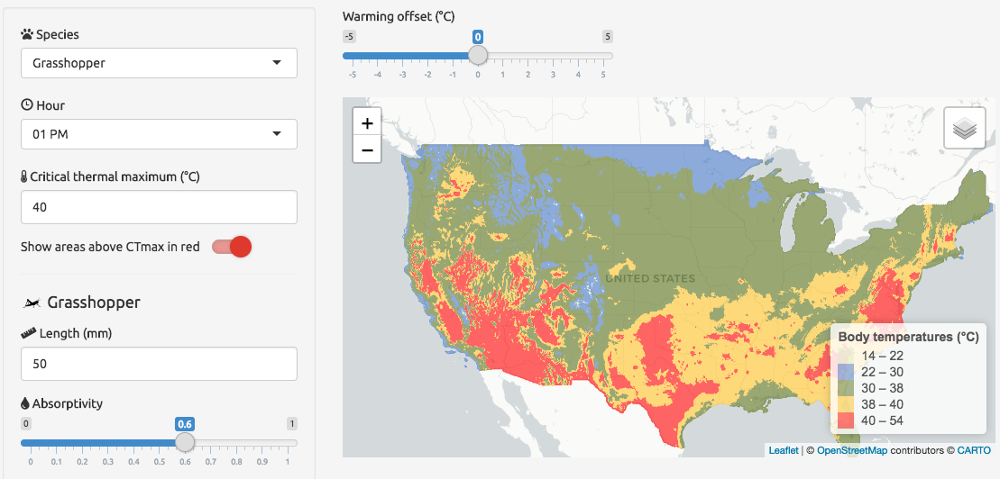 Species
Grasshopper
Hour
01 PM
Critical thermal maximum (°C)
40
Show areas above CTmax in red
Grasshopper
Length (mm)
50
Absorptivity
0 0.6 1
0 0.1 0.2 0.3 0.4 0.5 0.6 0.7 0.8 0.9 1
Warming offset (°C)
-5 0 5
-5 -4 -3 -2 -1 0 1 2 3 4 5
+
−
UNITED STATES
Body temperatures (°C)
14 – 22
22 – 30
30 – 38
38 – 40
40 – 54
Leaflet | © OpenStreetMap contributors © CARTO